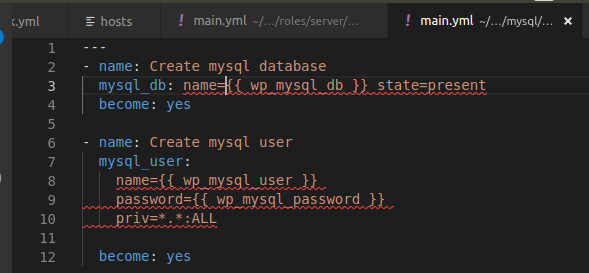 k.yml hosts ! main.yml ~/.../roles/server/... ! main.yml ~/.../mysql/... ×
1 ---
2 - name: Create mysql database
3   mysql_db: name={{ wp_mysql_db }} state=present
4   become: yes
5
6 - name: Create mysql user
7   mysql_user:
8     name={{ wp_mysql_user }}
9     password={{ wp_mysql_password }}
10     priv=*.*:ALL
11
12   become: yes